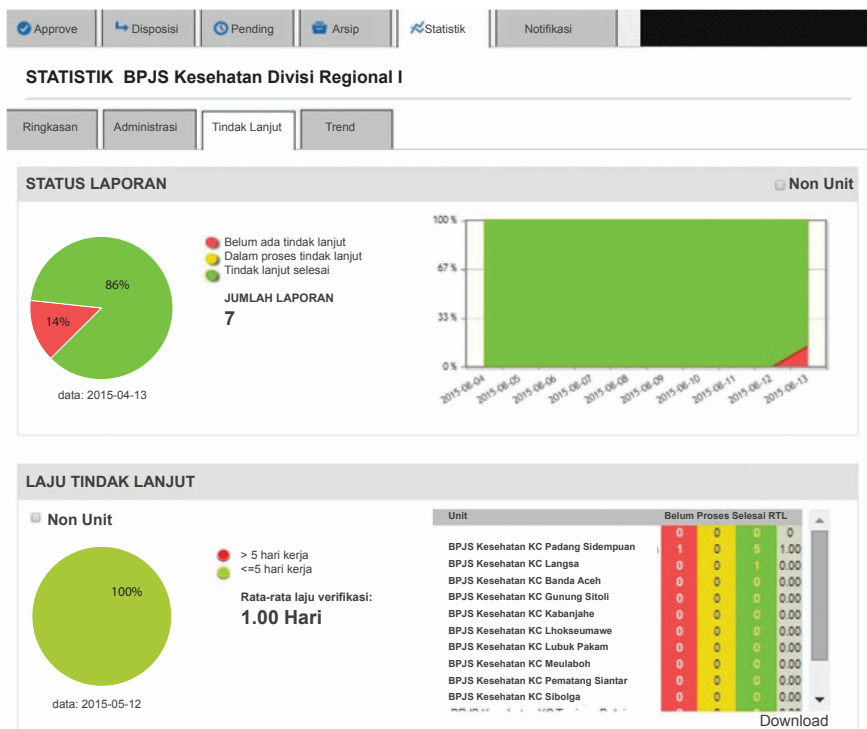 Approve Disposisi Pending Arsip Statistik Notifikasi
STATISTIK BPJS Kesehatan Divisi Regional I
Ringkasan Administrasi Tindak Lanjut Trend
STATUS LAPORAN
Non Unit
86%
14%
data: 2015-04-13
Belum ada tindak lanjut
Dalam proses tindak lanjut
Tindak lanjut selesai
JUMLAH LAPORAN
7
100 %
67 %
33 %
0 %
2015-06-04 2015-06-05 2015-06-06 2015-06-07 2015-06-08 2015-06-09 2015-06-10 2015-06-11 2015-06-12 2015-06-13
LAJU TINDAK LANJUT
Non Unit
100%
data: 2015-05-12
> 5 hari kerja
<=5 hari kerja
Rata-rata laju verifikasi:
1.00 Hari
Unit Belum Proses Selesai RTL
0 0 0 0
BPJS Kesehatan KC Padang Sidempuan 1 0 5 1.00
BPJS Kesehatan KC Langsa 0 0 1 0.00
BPJS Kesehatan KC Banda Aceh 0 0 0 0.00
BPJS Kesehatan KC Gunung Sitoli 0 0 0 0.00
BPJS Kesehatan KC Kabanjahe 0 0 0 0.00
BPJS Kesehatan KC Lhokseumawe 0 0 0 0.00
BPJS Kesehatan KC Lubuk Pakam 0 0 0 0.00
BPJS Kesehatan KC Meulaboh 0 0 0 0.00
BPJS Kesehatan KC Pematang Siantar 0 0 0 0.00
BPJS Kesehatan KC Sibolga 0 0 0 0.00
Download